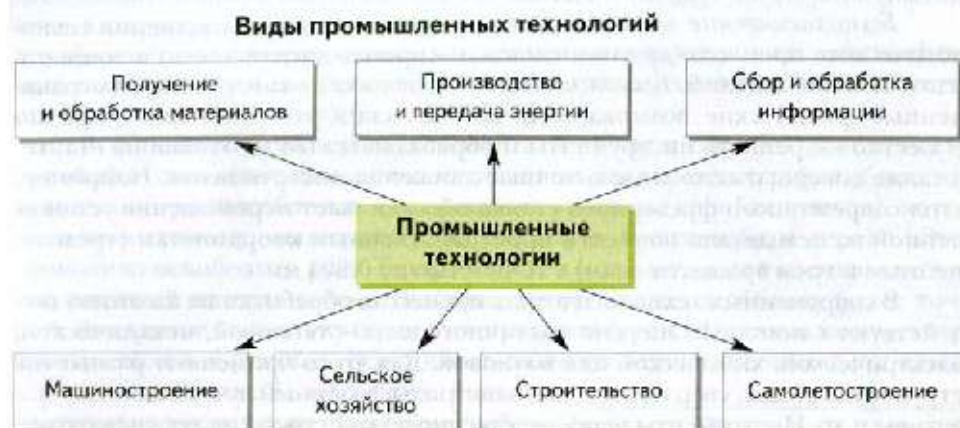 Виды промышленных технологий
Получение
и обработка материалов
Производство
и передача энергии
Сбор и обработка
информации
Промышленные
технологии
Машиностроение
Сельское
хозяйство
Строительство
Самолетостроение